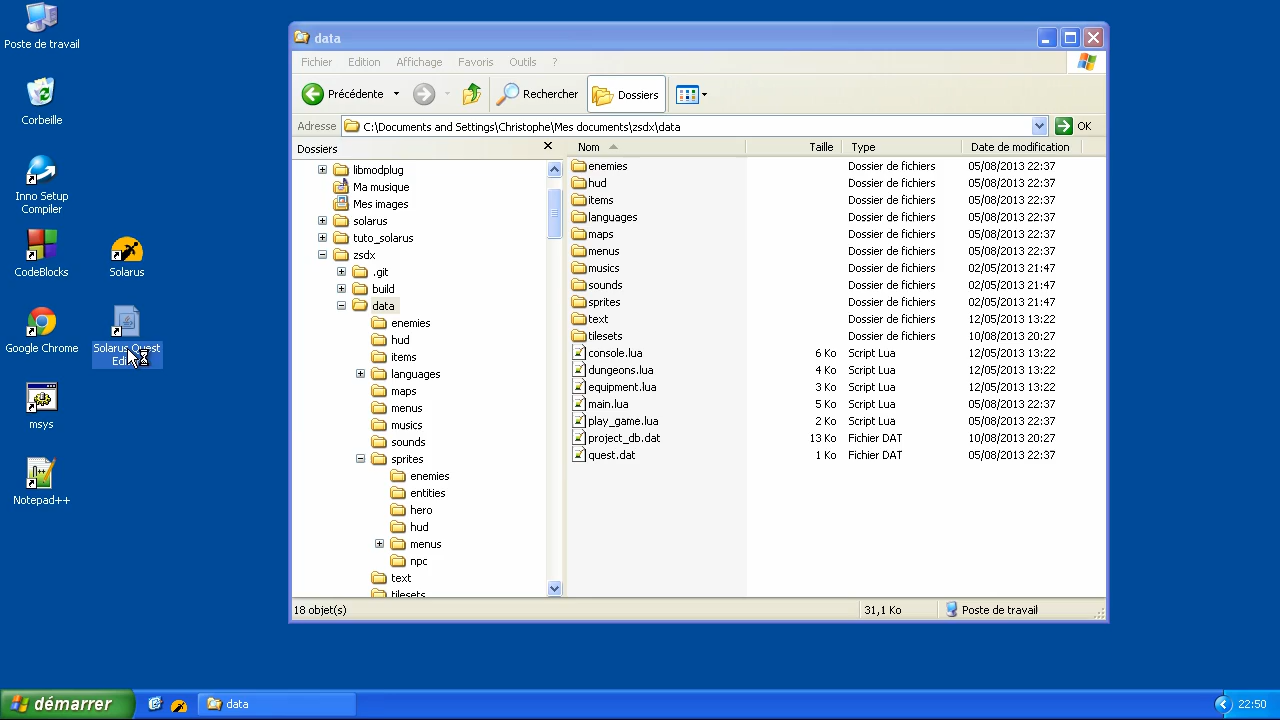 Poste de travail
Corbeille
Inno Setup
Compiler
CodeBlocks
Solarus
Google Chrome
Solarus Quest
msys
Notepad++
data
Fichier Edition Affichage Favoris Outils ?
Précédente Rechercher Dossiers
Adresse C:\Documents and Settings\Christophe\Mes documents\zsdx\data OK
Dossiers
libmodplug
Ma musique
Mes images
solarus
tuto_solarus
zsdx
.git
build
data
enemies
hud
items
languages
maps
menus
musics
sounds
sprites
enemies
entities
hero
hud
menus
npc
text
tilesets
Nom Taille Type Date de modification
enemies Dossier de fichiers 05/08/2013 22:37
hud Dossier de fichiers 05/08/2013 22:37
items Dossier de fichiers 05/08/2013 22:37
languages Dossier de fichiers 05/08/2013 22:37
maps Dossier de fichiers 05/08/2013 22:37
menus Dossier de fichiers 05/08/2013 22:37
musics Dossier de fichiers 02/05/2013 21:47
sounds Dossier de fichiers 02/05/2013 21:47
sprites Dossier de fichiers 02/05/2013 21:47
text Dossier de fichiers 12/05/2013 13:22
tilesets Dossier de fichiers 10/08/2013 20:27
console.lua 6 Ko Script Lua 12/05/2013 13:22
dungeons.lua 4 Ko Script Lua 12/05/2013 13:22
equipment.lua 3 Ko Script Lua 12/05/2013 13:22
main.lua 5 Ko Script Lua 05/08/2013 22:37
play_game.lua 2 Ko Script Lua 05/08/2013 22:37
project_db.dat 13 Ko Fichier DAT 10/08/2013 20:27
quest.dat 1 Ko Fichier DAT 05/08/2013 22:37
18 objet(s) 31,1 Ko Poste de travail
démarrer data 22:50